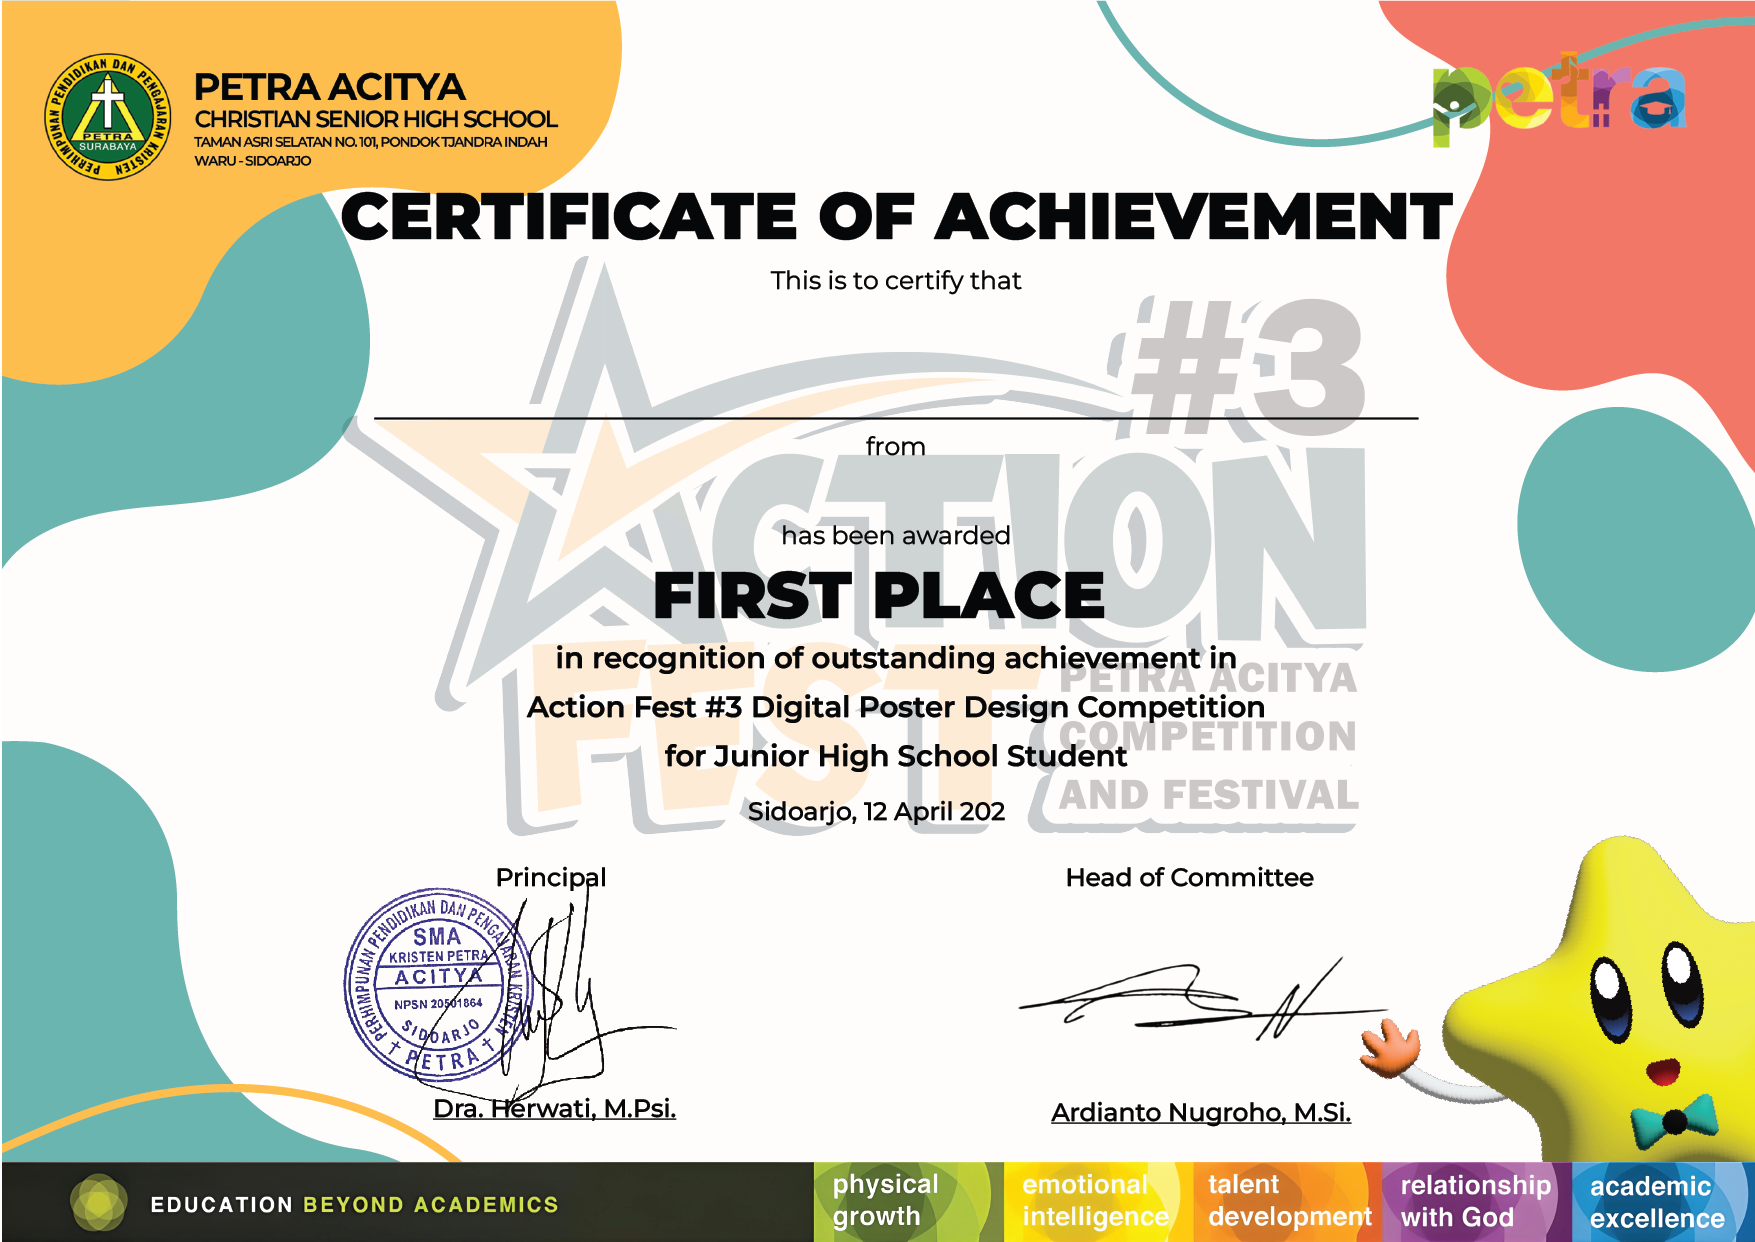 PERHIMPUNAN PENDIDIKAN DAN PENGAJARAN KRISTEN
PETRA
SURABAYA
PETRA ACITYA
CHRISTIAN SENIOR HIGH SCHOOL
TAMAN ASRI SELATAN NO. 101, PONDOK TJANDRA INDAH
WARU - SIDOARJO
petra
CERTIFICATE OF ACHIEVEMENT
This is to certify that
#3
from
ACTION
has been awarded
FIRST PLACE
FEST
in recognition of outstanding achievement in
PETRA ACITYA
Action Fest #3 Digital Poster Design Competition
COMPETITION
for Junior High School Student
AND FESTIVAL
Sidoarjo, 12 April 202
Principal
Head of Committee
PERHIMPUNAN PENDIDIKAN DAN PENGAJARAN KRISTEN
SMA
KRISTEN PETRA
ACITYA
NPSN 20501864
SIDOARJO
PETRA
Dra. Herwati, M.Psi.
Ardianto Nugroho, M.Si.
EDUCATION BEYOND ACADEMICS
physical
growth
emotional
intelligence
talent
development
relationship
with God
academic
excellence